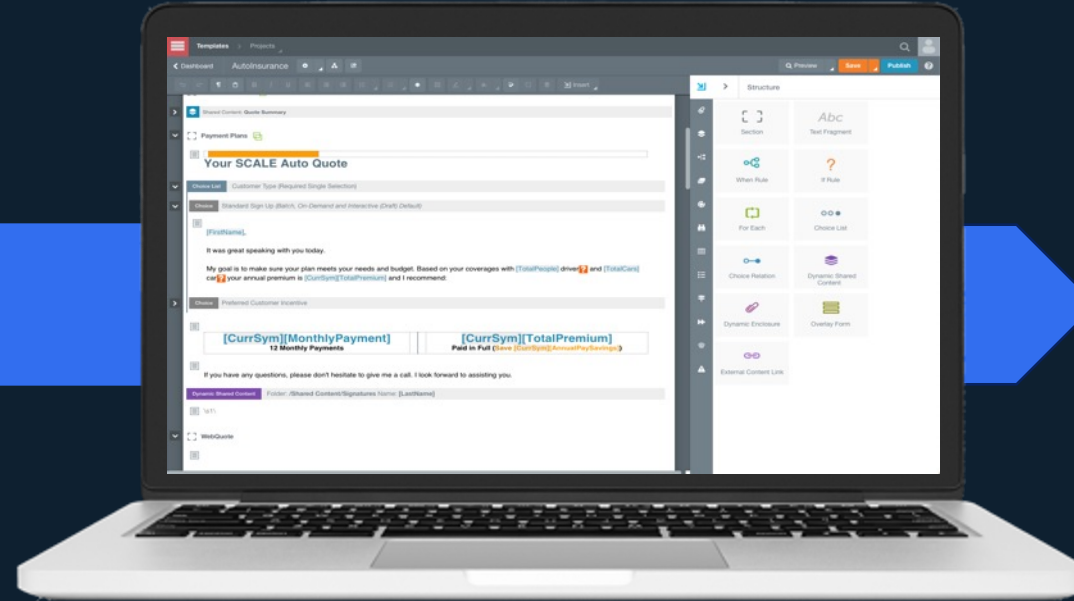 Templates Projects
Dashboard AutoInsurance Preview Save Publish
Insert Structure
Shared Content: Quote Summary
Payment Plans
Your SCALE Auto Quote
Choice List Customer Type (Required Single Selection)
Choice Standard Sign Up (Batch, On-Demand and Interactive (Draft) Default)
[FirstName],
It was great speaking with you today.
My goal is to make sure your plan meets your needs and budget. Based on your coverages with [TotalPeople] driver? and [TotalCars]
car? your annual premium is [CurrSym][TotalPremium] and I recommend:
Choice Preferred Customer Incentive
[CurrSym][MonthlyPayment] [CurrSym][TotalPremium]
12 Monthly Payments Paid in Full (Save [CurrSym][AnnualPaySavings])
If you have any questions, please don't hesitate to give me a call. I look forward to assisting you.
Dynamic Shared Content Folder: /Shared Content/Signatures Name: [LastName]
\s1\
WebQuote
Section Abc
Text Fragment
When Rule ?
If Rule
For Each Choice List
Choice Relation Dynamic Shared
Content
Dynamic Enclosure Overlay Form
External Content Link